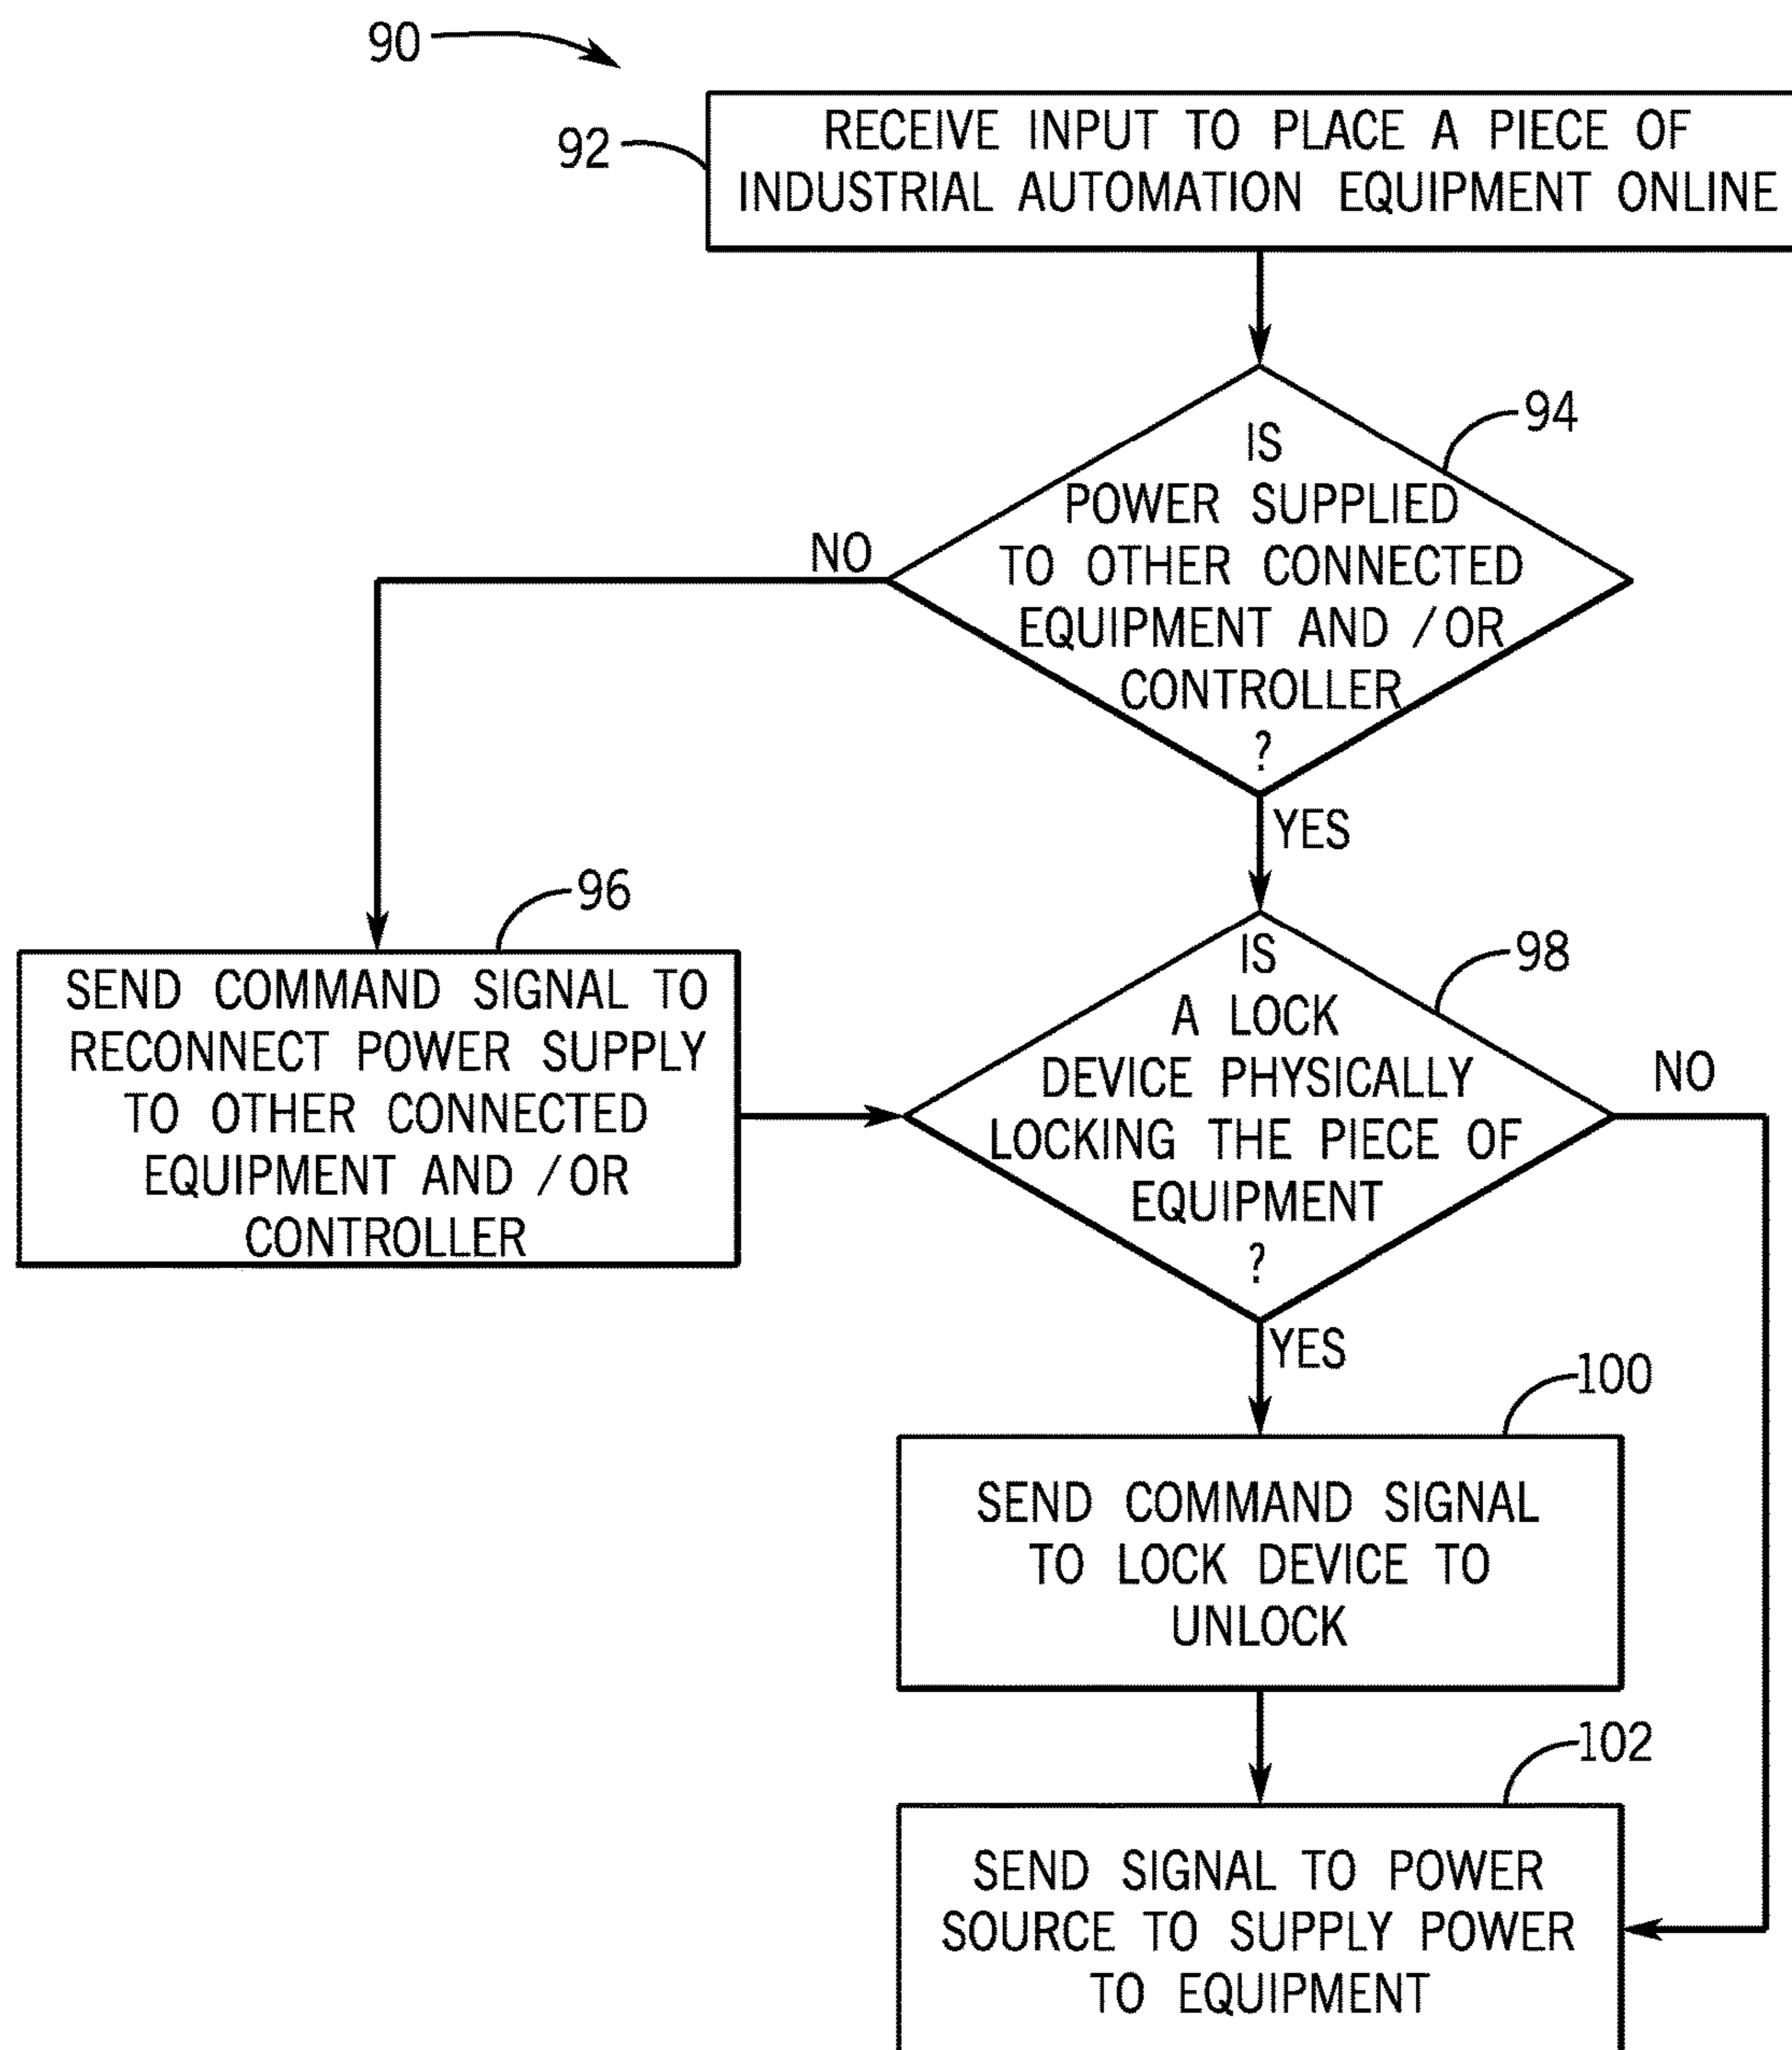 90
92
RECEIVE INPUT TO PLACE A PIECE OF
INDUSTRIAL AUTOMATION EQUIPMENT ONLINE
94
IS
POWER SUPPLIED
TO OTHER CONNECTED
EQUIPMENT AND /OR
CONTROLLER
?
NO
YES
96
SEND COMMAND SIGNAL TO
RECONNECT POWER SUPPLY
TO OTHER CONNECTED
EQUIPMENT AND /OR
CONTROLLER
98
IS
A LOCK
DEVICE PHYSICALLY
LOCKING THE PIECE OF
EQUIPMENT
?
NO
YES
100
SEND COMMAND SIGNAL
TO LOCK DEVICE TO
UNLOCK
102
SEND SIGNAL TO POWER
SOURCE TO SUPPLY POWER
TO EQUIPMENT